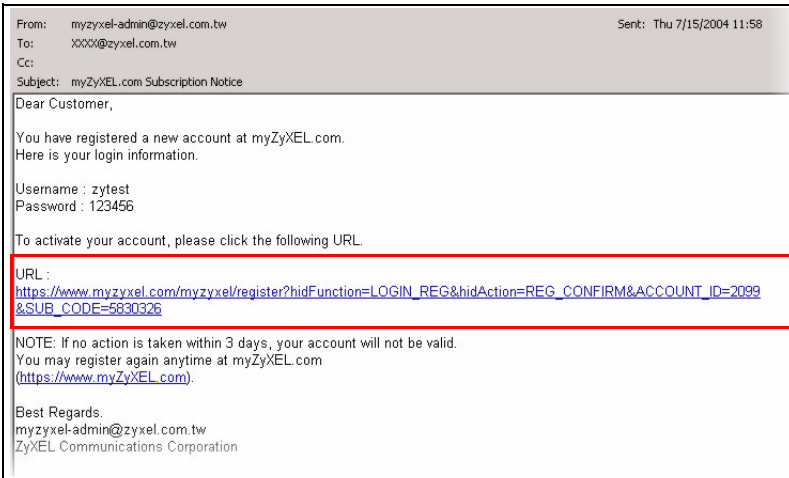 From: myzyxel-admin@zyxel.com.tw Sent: Thu 7/15/2004 11:58
To: XXXX@zyxel.com.tw
Cc:
Subject: myZyXEL.com Subscription Notice
Dear Customer,
You have registered a new account at myZyXEL.com.
Here is your login information.
Username : zytest
Password : 123456
To activate your account, please click the following URL.
URL :
https://www.myzyxel.com/myzyxel/register?hidFunction=LOGIN_REG&hidAction=REG_CONFIRM&ACCOUNT_ID=2099
&SUB_CODE=5830326
NOTE: If no action is taken within 3 days, your account will not be valid.
You may register again anytime at myZyXEL.com
(https://www.myZyXEL.com).
Best Regards.
myzyxel-admin@zyxel.com.tw
ZyXEL Communications Corporation